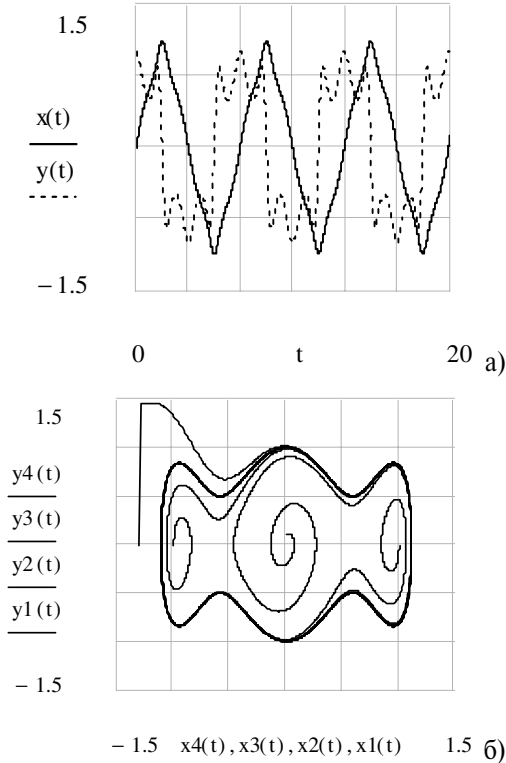 1.5
x(t)
y(t)
− 1.5
0 t 20 а)
1.5
y4(t)
y3(t)
y2(t)
y1(t)
− 1.5
− 1.5 x4(t) , x3(t) , x2(t) , x1(t) 1.5 б)